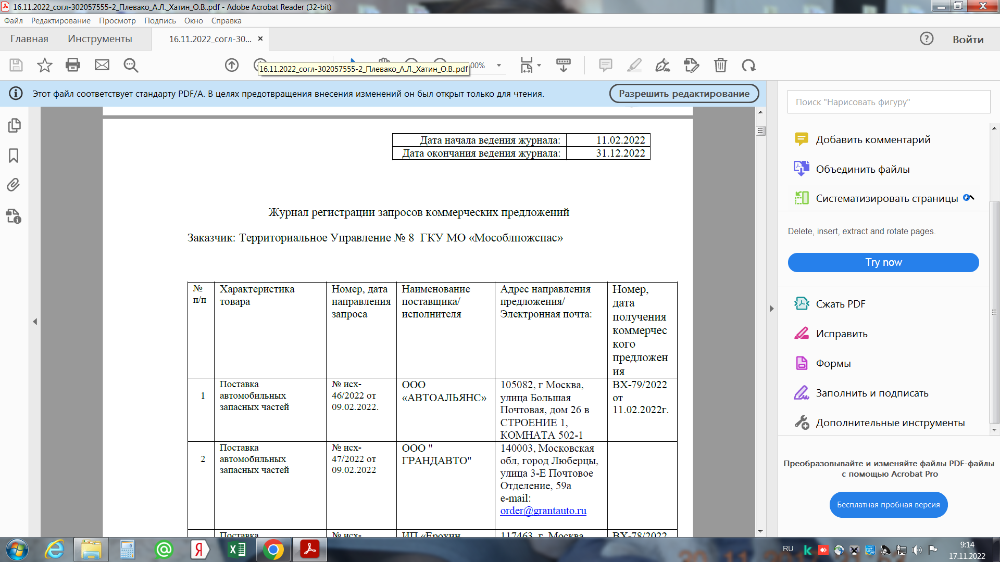 16.11.2022_согл-302057555-2_Плевако_А.Л._Хатин_О.В..pdf - Adobe Acrobat Reader (32-bit)
Файл Редактирование Просмотр Подпись Окно Справка
Главная Инструменты 16.11.2022_согл-30... × Войти
16.11.2022_согл-302057555-2_Плевако_А.Л._Хатин_О.В..pdf
00%
Этот файл соответствует стандарту PDF/A. В целях предотвращения внесения изменений он был открыт только для чтения.
Разрешить редактирование
Дата начала ведения журнала: 11.02.2022
Дата окончания ведения журнала: 31.12.2022
Журнал регистрации запросов коммерческих предложений
Заказчик: Территориальное Управление № 8 ГКУ МО «Мособлпожспас»
№
п/п
Характеристика
товара
Номер, дата
направления
запроса
Наименование
поставщика/
исполнителя
Адрес направления
предложения/
Электронная почта:
Номер,
дата
получения
коммерчес
кого
предложен
ия
1
Поставка
автомобильных
запасных частей
№ исх-
46/2022 от
09.02.2022.
ООО
«АВТОАЛЬЯНС»
105082, г Москва,
улица Большая
Почтовая, дом 26 в
СТРОЕНИЕ 1,
КОМНАТА 502-1
ВХ-79/2022
от
11.02.2022г.
2
Поставка
автомобильных
запасных частей
№ исх-
47/2022 от
09.02.2022
ООО "
ГРАНДАВТО"
140003, Московская
обл, город Люберцы,
улица 3-Е Почтовое
Отделение, 59а
e-mail:
order@grantauto.ru
Поставка
№ исх-
ИП «Ерохин
117463, г. Москва
ВХ-78/2022
Поиск "Нарисовать фигуру"
Добавить комментарий
Объединить файлы
Систематизировать страницы
Delete, insert, extract and rotate pages.
Try now
Сжать PDF
Исправить
Формы
Заполнить и подписать
Дополнительные инструменты
Преобразовывайте и изменяйте файлы PDF-файлы
с помощью Acrobat Pro
Бесплатная пробная версия
RU
9:14
17.11.2022